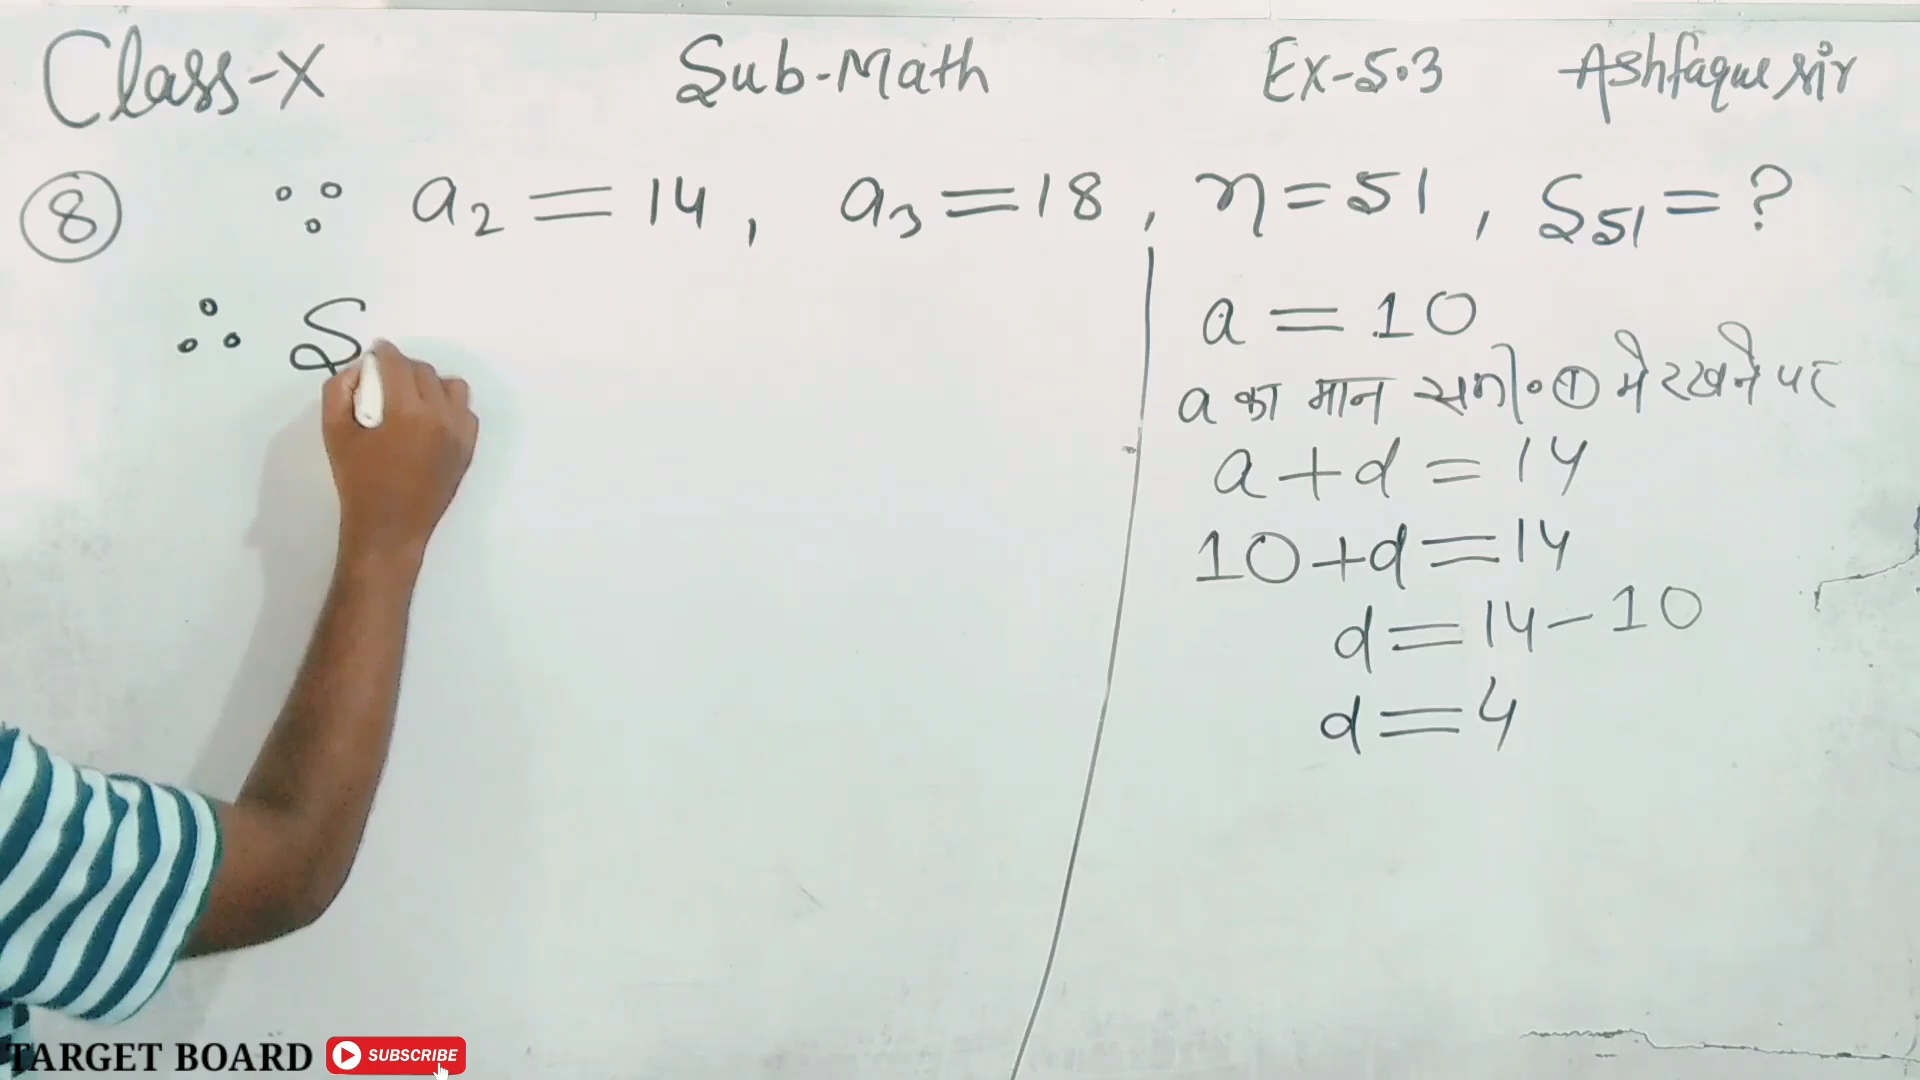 Class-X Sub-Math Ex-5.3 Ashfaque sir
⑧ ∵ a₂ = 14, a₃ = 18, n = 51, S₅₁ = ?
∴ S
a = 10
a का मान समी० ① मे रखने पर
a + d = 14
10 + d = 14
d = 14 - 10
d = 4
TARGET BOARD SUBSCRIBE